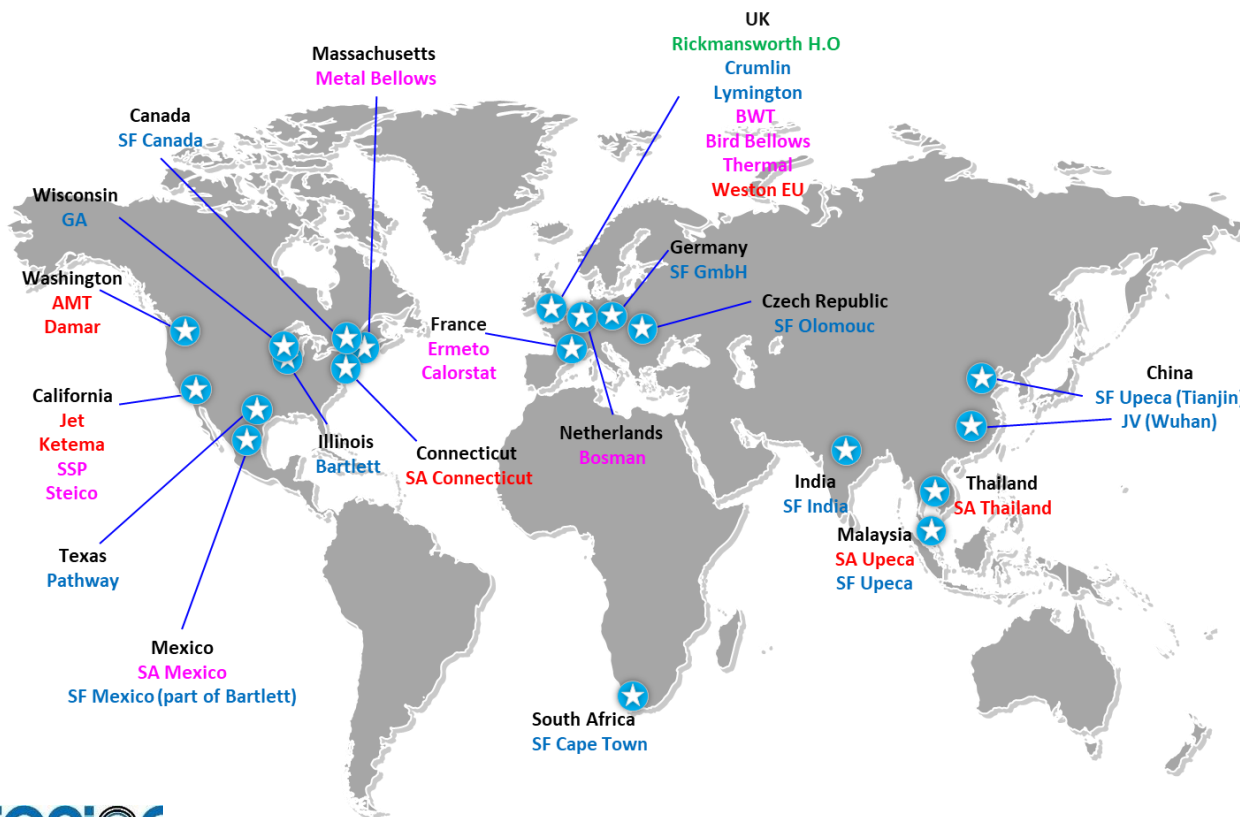 UK
Rickmansworth H.O
Crumlin
Lymington
BWT
Bird Bellows
Thermal
Weston EU
Massachusetts
Metal Bellows
Canada
SF Canada
Wisconsin
GA
Washington
AMT
Damar
California
Jet
Ketema
SSP
Steico
Texas
Pathway
Mexico
SA Mexico
SF Mexico (part of Bartlett)
Illinois
Bartlett
Connecticut
SA Connecticut
France
Ermeto
Calorstat
Germany
SF GmbH
Czech Republic
SF Olomouc
Netherlands
Bosman
South Africa
SF Cape Town
India
SF India
China
SF Upeca (Tianjin)
JV (Wuhan)
Thailand
SA Thailand
Malaysia
SA Upeca
SF Upeca